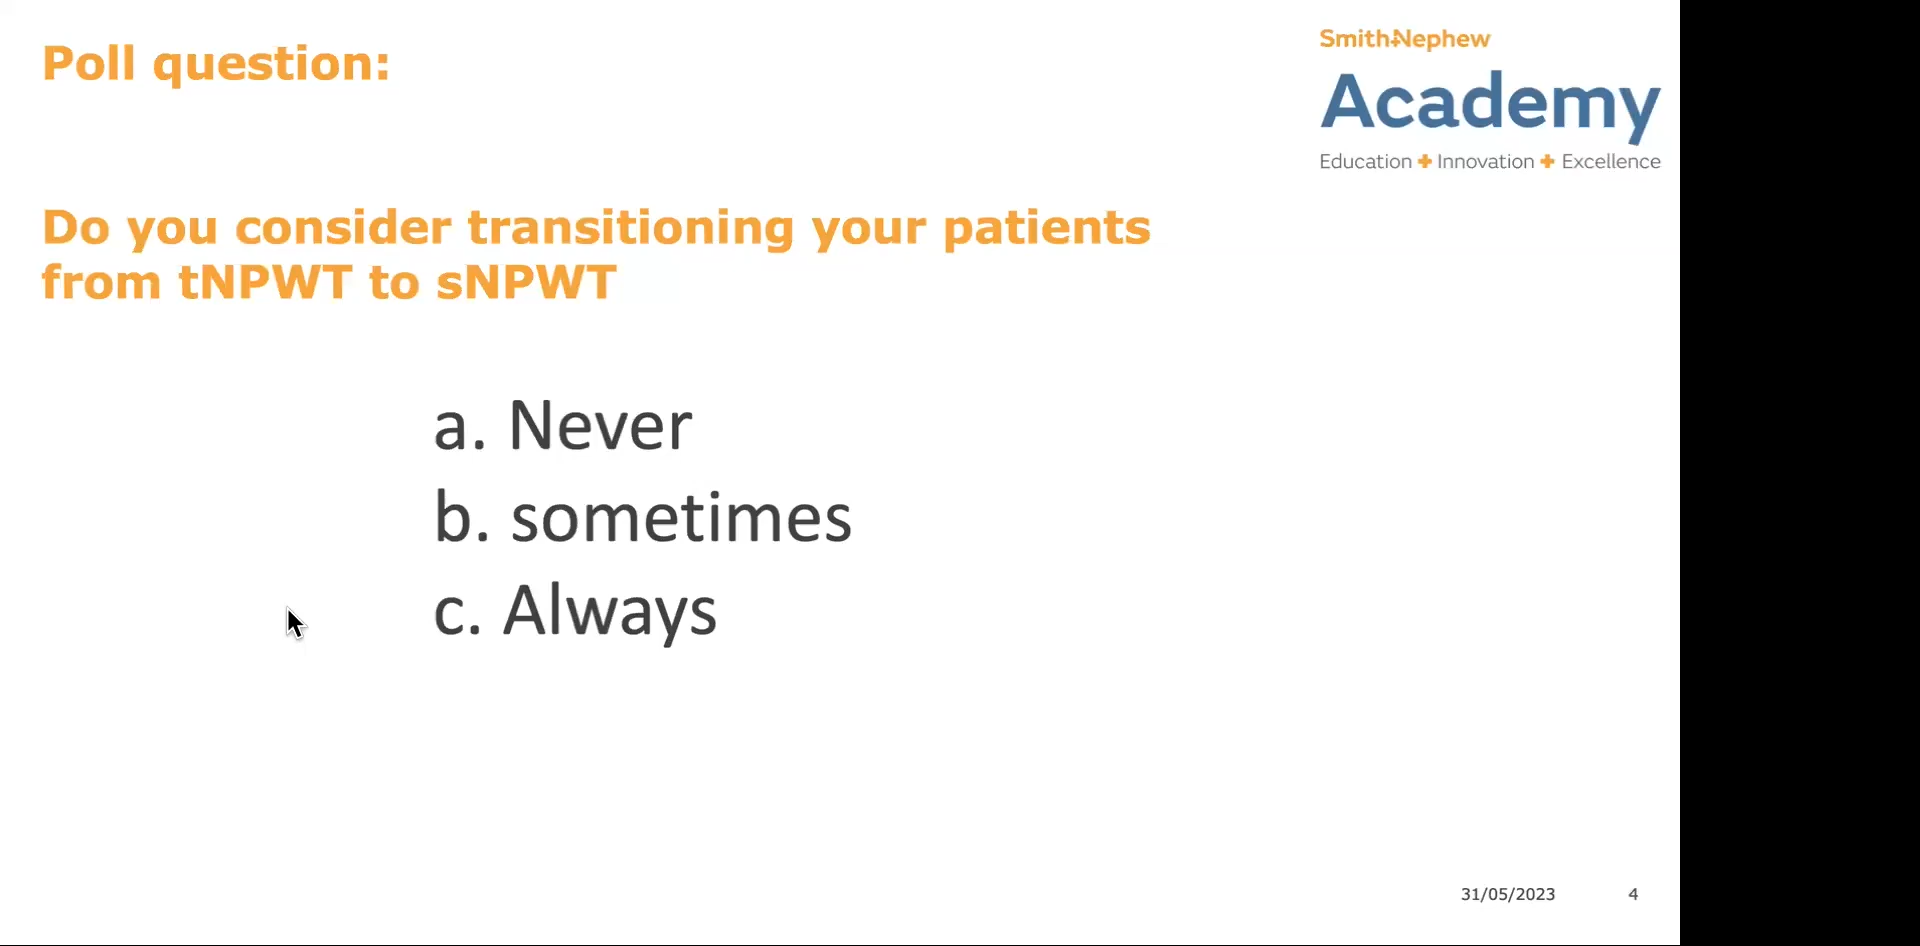 Poll question:
Smith+Nephew
Academy
Education + Innovation + Excellence
Do you consider transitioning your patients
from tNPWT to sNPWT
a. Never
b. sometimes
c. Always
31/05/2023
4